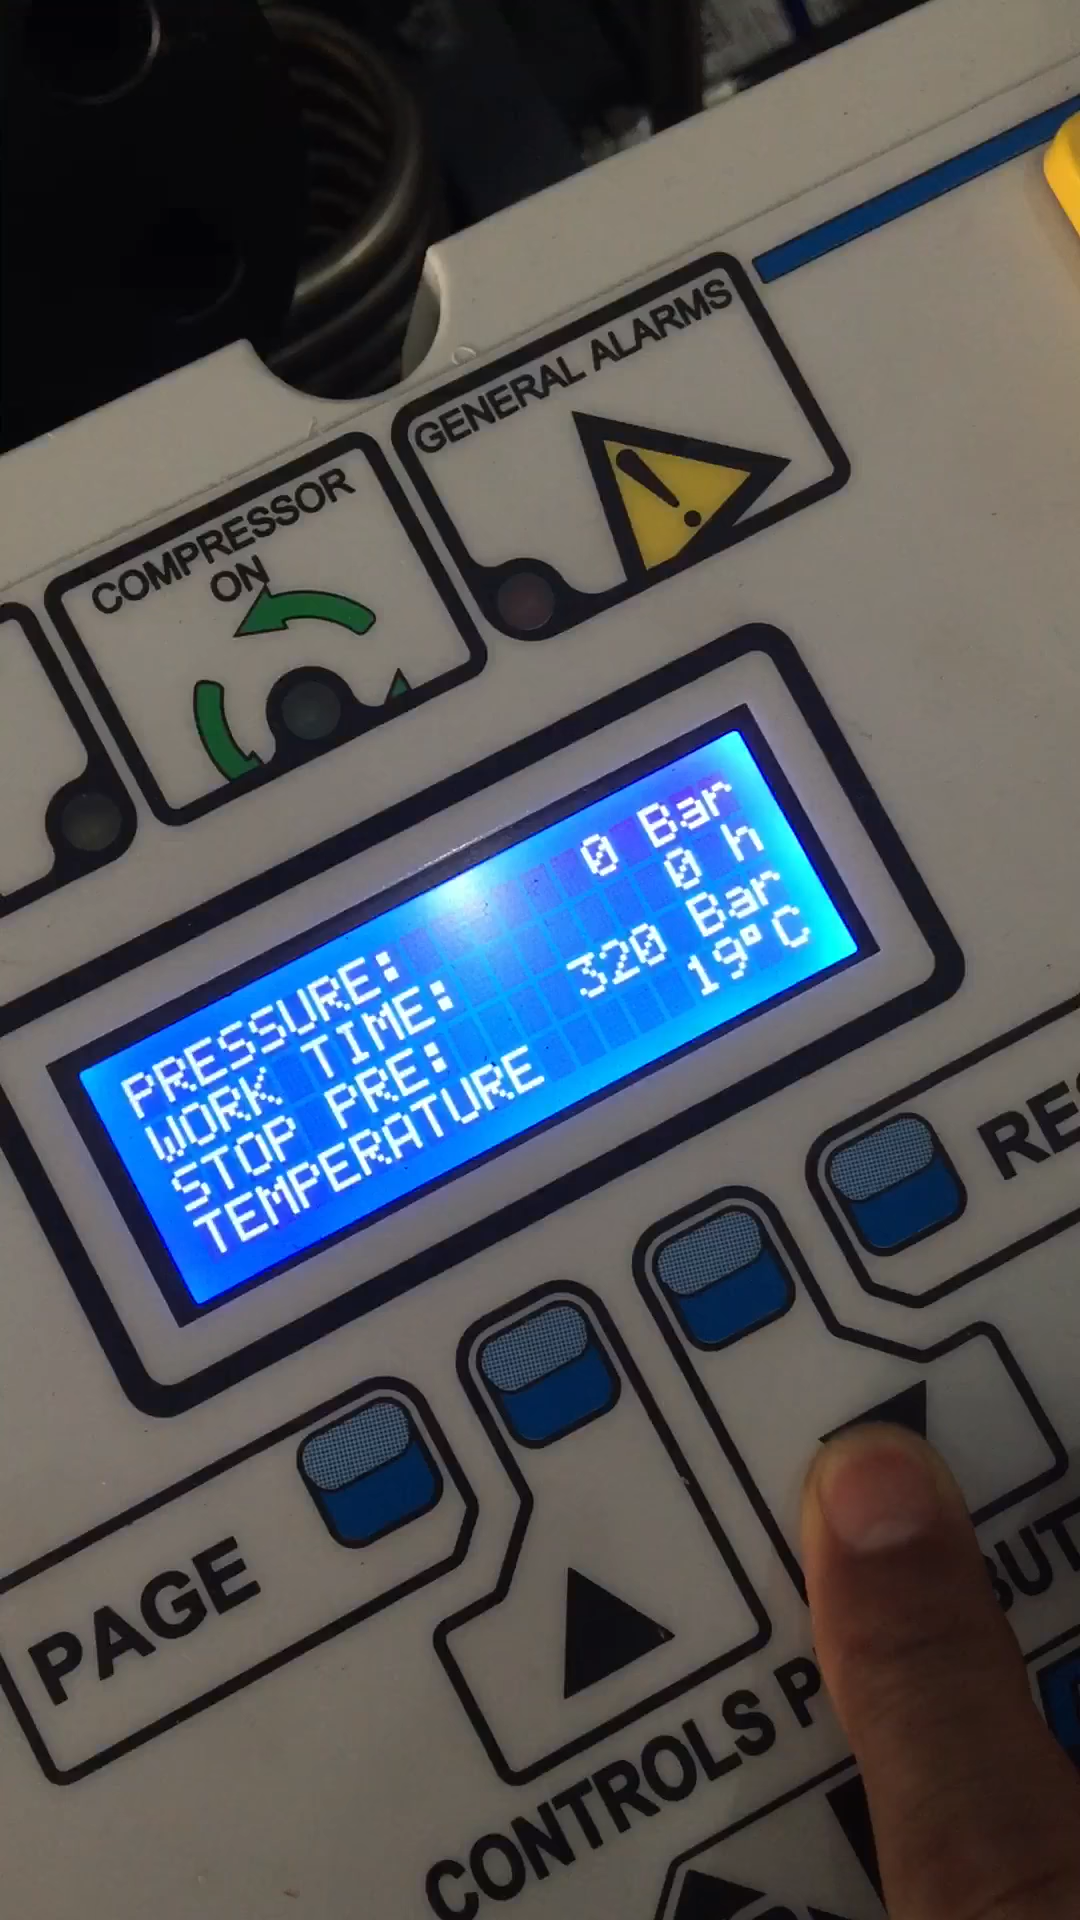 GENERAL ALARMS
COMPRESSOR
ON
PRESSURE: 0 Bar
WORK TIME: 0 h
STOP PRE: 320 Bar
TEMPERATURE 19°C
PAGE
CONTROLS